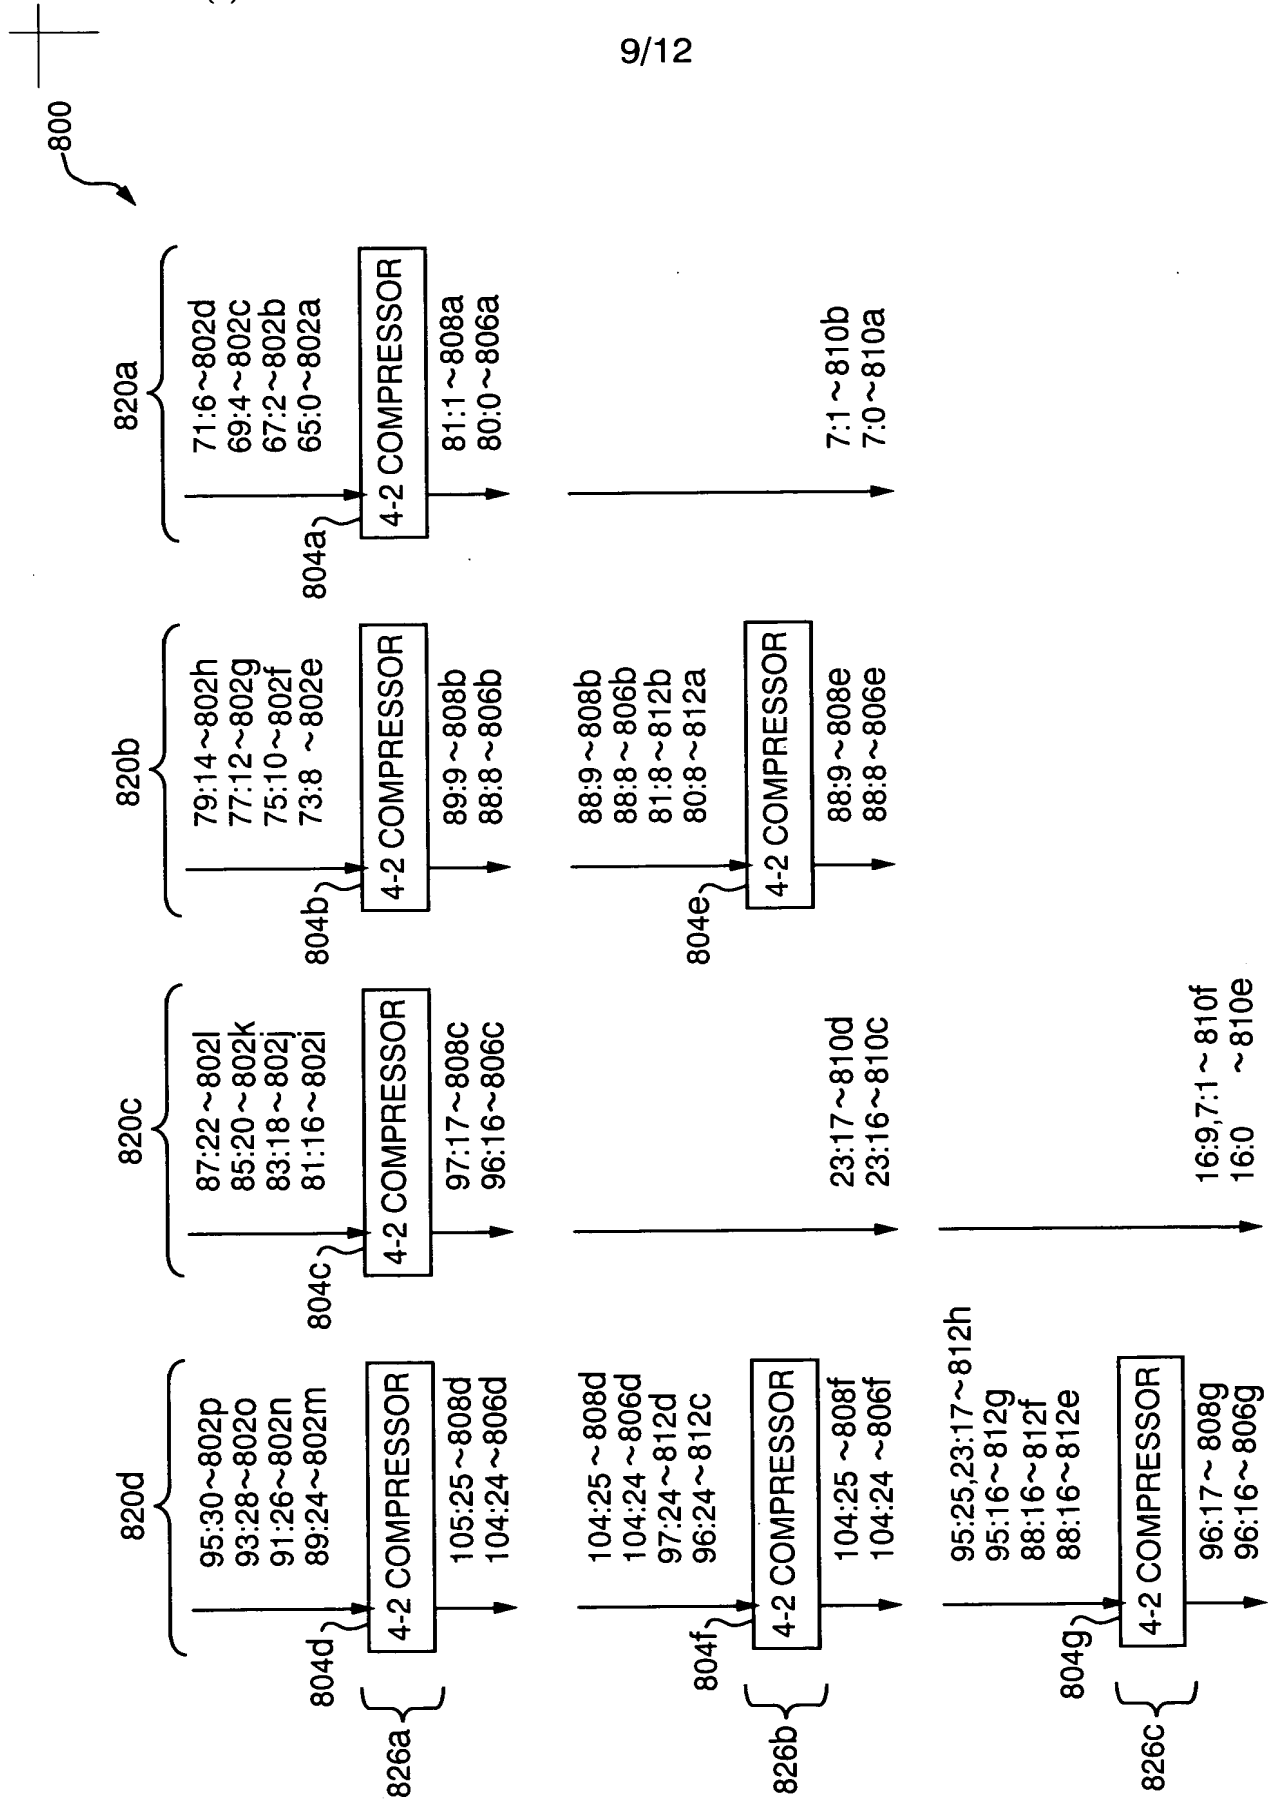 9/12
800
820d
820c
820b
820a
95:30~802p
93:28~802o
91:26~802n
89:24~802m
87:22~802l
85:20~802k
83:18~802j
81:16~802i
79:14~802h
77:12~802g
75:10~802f
73:8 ~802e
71:6~802d
69:4~802c
67:2~802b
65:0~802a
804d
4-2 COMPRESSOR
804c
4-2 COMPRESSOR
804b
4-2 COMPRESSOR
804a
4-2 COMPRESSOR
826a
105:25~808d
104:24~806d
97:17~808c
96:16~806c
89:9~808b
88:8~806b
81:1~808a
80:0~806a
104:25~808d
104:24~806d
97:24~812d
96:24~812c
88:9~808b
88:8~806b
81:8~812b
80:8~812a
804f
4-2 COMPRESSOR
804e
4-2 COMPRESSOR
826b
104:25~808f
104:24~806f
23:17~810d
23:16~810c
88:9~808e
88:8~806e
7:1~810b
7:0~810a
95:25,23:17~812h
95:16~812g
88:16~812f
88:16~812e
804g
4-2 COMPRESSOR
826c
96:17~808g
96:16~806g
16:9,7:1~810f
16:0 ~810e